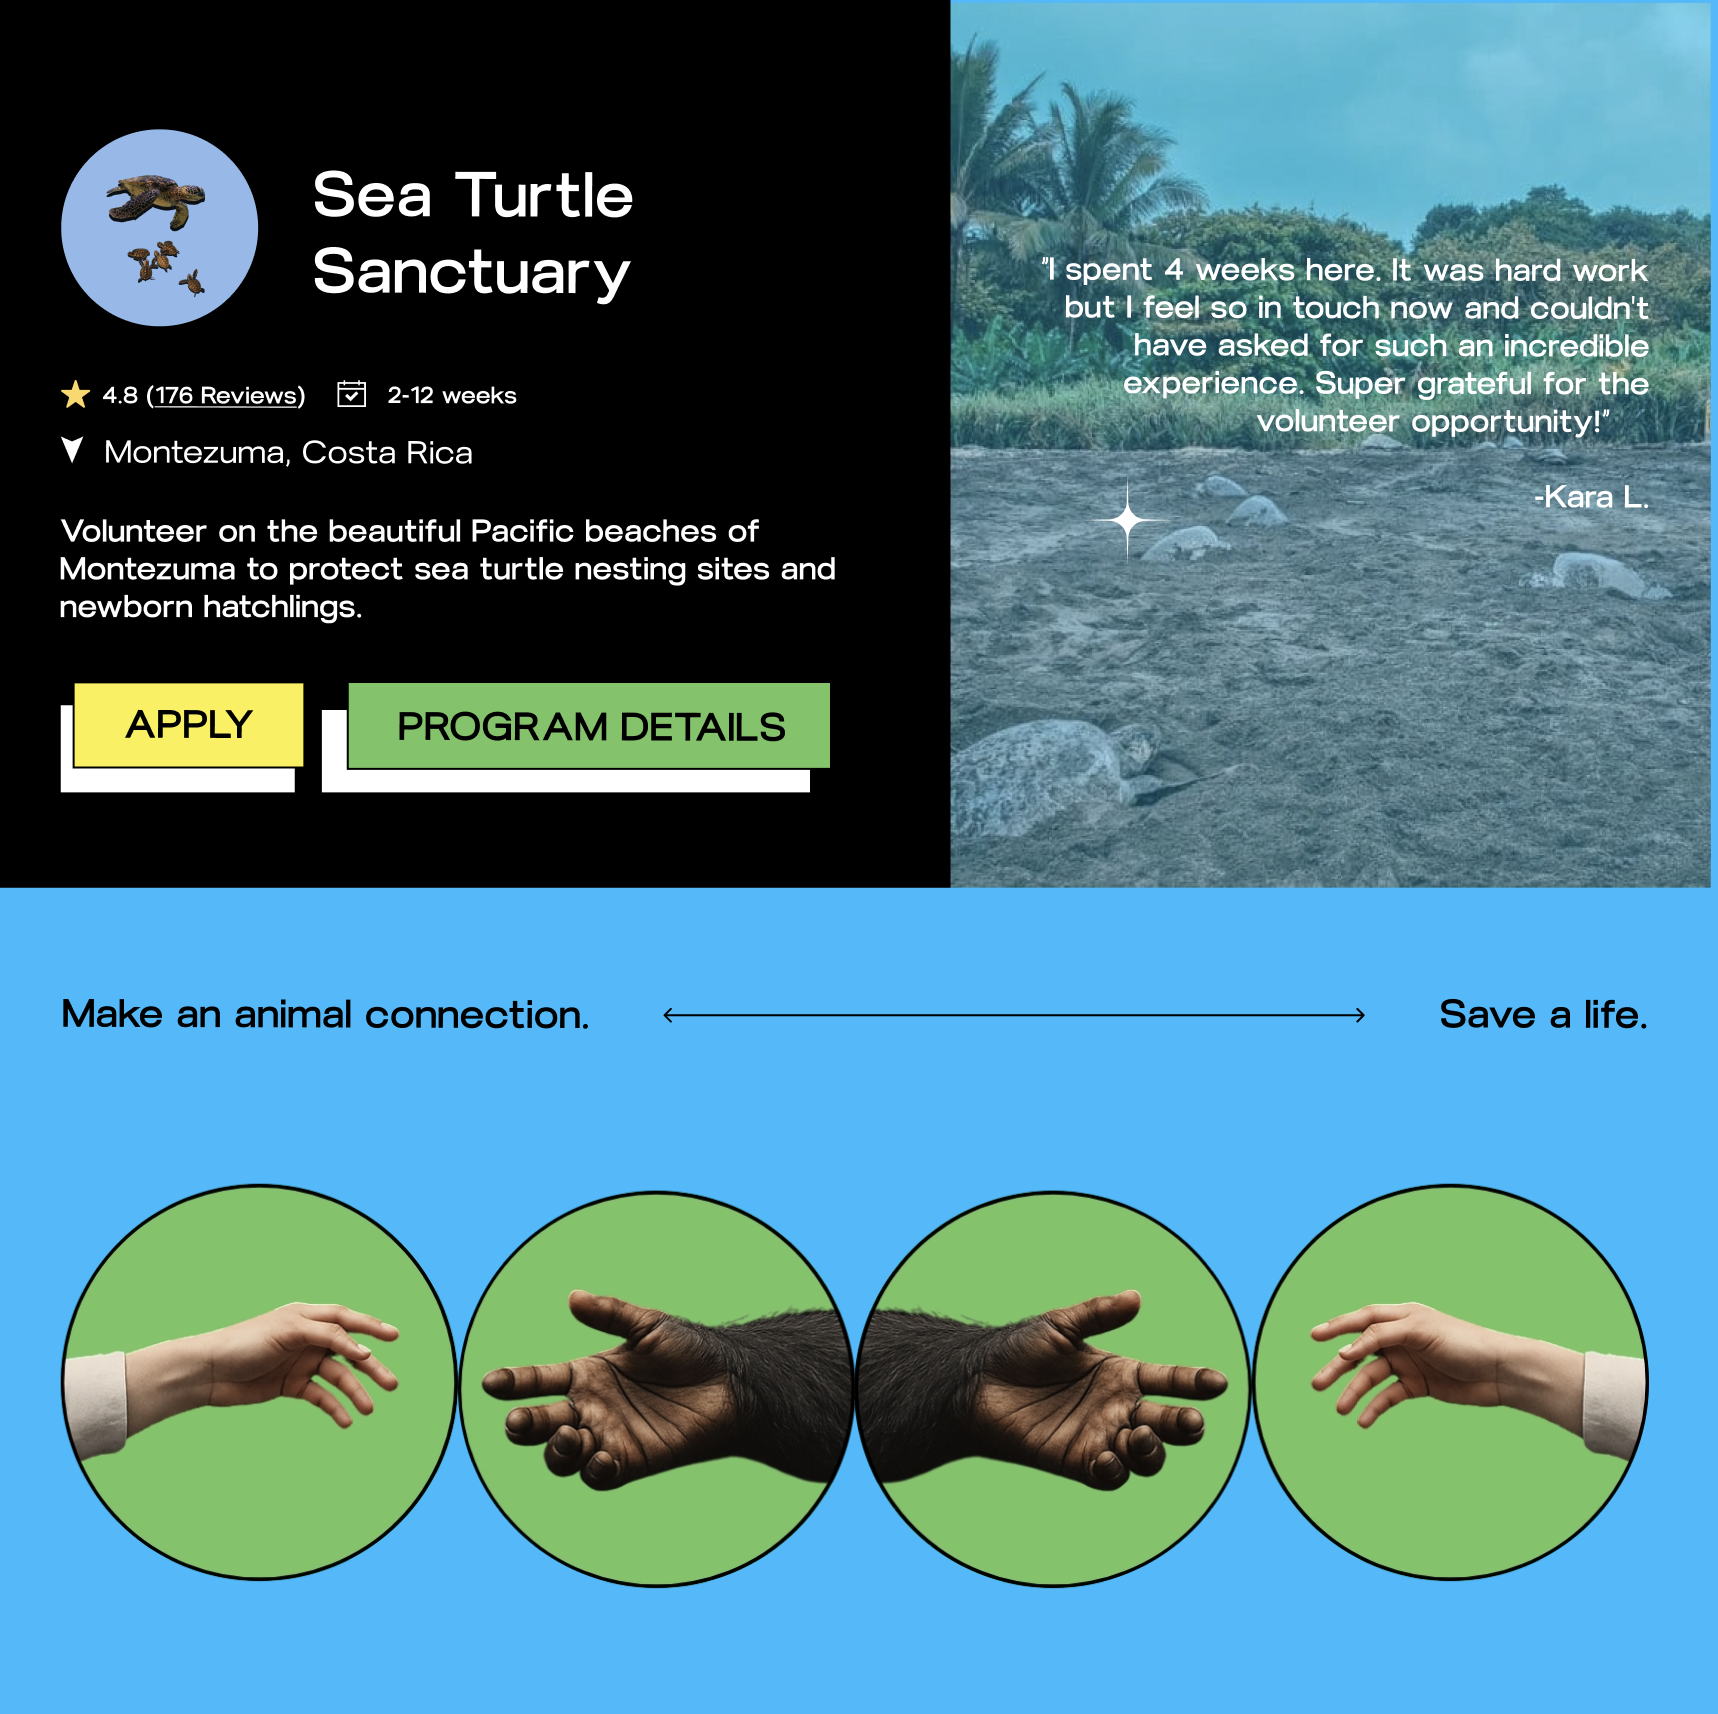 Sea Turtle
Sanctuary
4.8 (176 Reviews)
2-12 weeks
Montezuma, Costa Rica
Volunteer on the beautiful Pacific beaches of
Montezuma to protect sea turtle nesting sites and
newborn hatchlings.
APPLY
PROGRAM DETAILS
"I spent 4 weeks here. It was hard work
but I feel so in touch now and couldn't
have asked for such an incredible
experience. Super grateful for the
volunteer opportunity!"
-Kara L.
Make an animal connection.
Save a life.